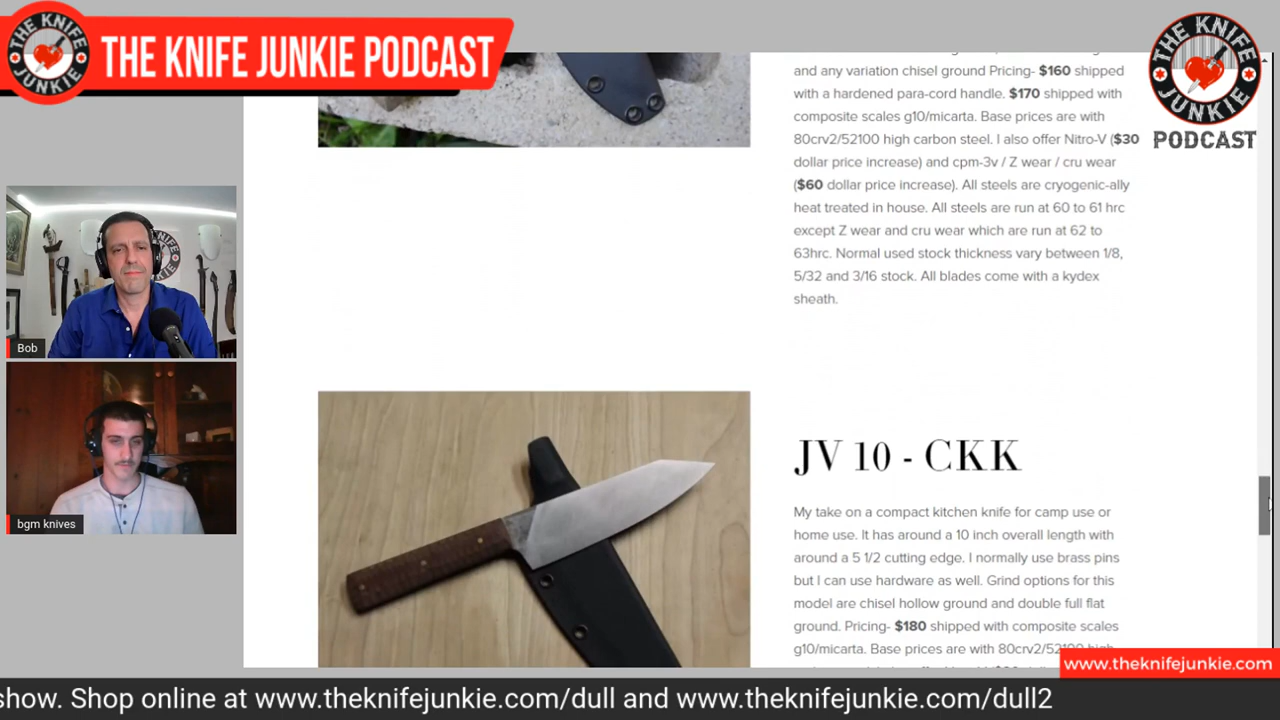 THE KNIFE JUNKIE PODCAST
THE KNIFE
JUNKIE
THE KNIFE
JUNKIE
PODCAST
and any variation chisel ground Pricing- $160 shipped
with a hardened para-cord handle. $170 shipped with
composite scales g10/micarta. Base prices are with
80crv2/52100 high carbon steel. I also offer Nitro-V ($30
dollar price increase) and cpm-3v / Z wear / cru wear
($60 dollar price increase). All steels are cryogenic-ally
heat treated in house. All steels are run at 60 to 61 hrc
except Z wear and cru wear which are run at 62 to
63hrc. Normal used stock thickness vary between 1/8,
5/32 and 3/16 stock. All blades come with a kydex
sheath.
KNIFE
JUNKIE
Bob
bgm knives
JV 10 - CKK
My take on a compact kitchen knife for camp use or
home use. It has around a 10 inch overall length with
around a 5 1/2 cutting edge. I normally use brass pins
but I can use hardware as well. Grind options for this
model are chisel hollow ground and double full flat
ground. Pricing- $180 shipped with composite scales
g10/micarta. Base prices are with 80crv2/52100 high
www.theknifejunkie.com
show. Shop online at www.theknifejunkie.com/dull and www.theknifejunkie.com/dull2